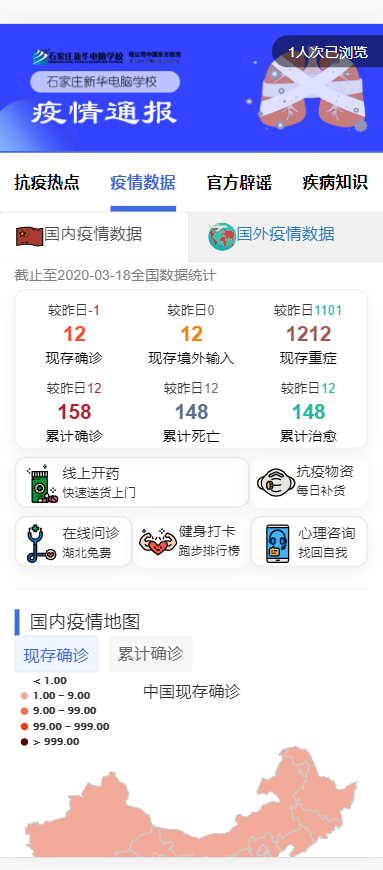 1人次已浏览
石家庄新华电脑学校
石家庄新华电脑学校
疫情通报
抗疫热点 疫情数据 官方辟谣 疾病知识
国内疫情数据 国外疫情数据
截止至2020-03-18全国数据统计
较昨日-1 较昨日0 较昨日1101
12 12 1212
现存确诊 现存境外输入 现存重症
较昨日12 较昨日12 较昨日12
158 148 148
累计确诊 累计死亡 累计治愈
线上开药 抗疫物资
快速送货上门 每日补货
在线问诊 健身打卡 心理咨询
湖北免费 跑步排行榜 找回自我
国内疫情地图
现存确诊 累计确诊
中国现存确诊
< 1.00
1.00 - 9.00
9.00 - 99.00
99.00 - 999.00
> 999.00